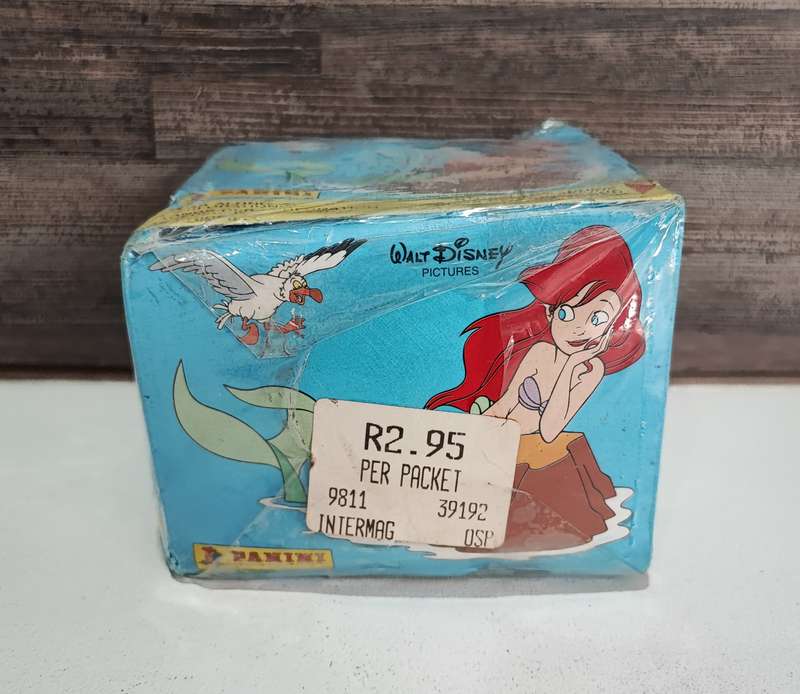 PANINI
WALT DISNEY
PICTURES
R2.95
PER PACKET
9811 39192
INTERMAG OSP
PANINI